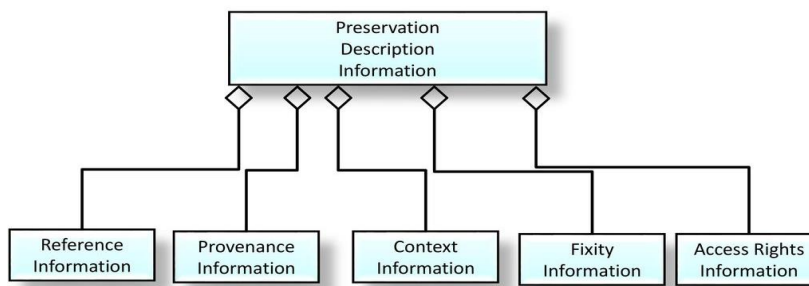 Preservation
Description
Information
Reference
Information
Provenance
Information
Context
Information
Fixity
Information
Access Rights
Information